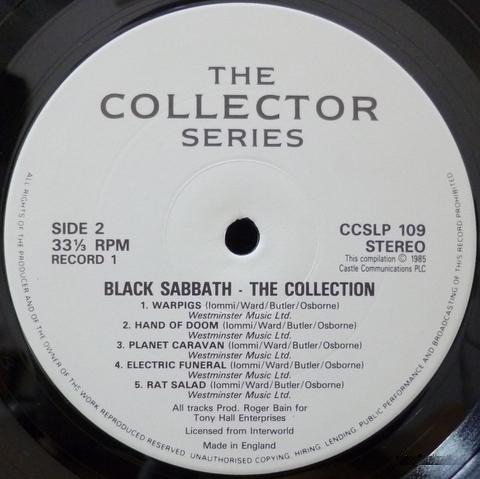 THE
COLLECTOR
SERIES
SIDE 2
33⅓ RPM
RECORD 1
CCSLP 109
STEREO
This compilation © 1985
Castle Communications PLC
BLACK SABBATH - THE COLLECTION
1. WARPIGS (Iommi/Ward/Butler/Osborne)
Westminster Music Ltd.
2. HAND OF DOOM (Iommi/Ward/Butler/Osborne)
Westminster Music Ltd.
3. PLANET CARAVAN (Iommi/Ward/Butler/Osborne)
Westminster Music Ltd.
4. ELECTRIC FUNERAL (Iommi/Ward/Butler/Osborne)
Westminster Music Ltd.
5. RAT SALAD (Iommi/Ward/Butler/Osborne)
Westminster Music Ltd.
All tracks Prod. Roger Bain for
Tony Hall Enterprises
Licensed from Interworld
Made in England
ALL RIGHTS OF THE PRODUCER AND OF THE OWNER OF THE WORK REPRODUCED RESERVED. UNAUTHORISED COPYING, HIRING, LENDING, PUBLIC PERFORMANCE AND BROADCASTING OF THIS RECORD PROHIBITED.